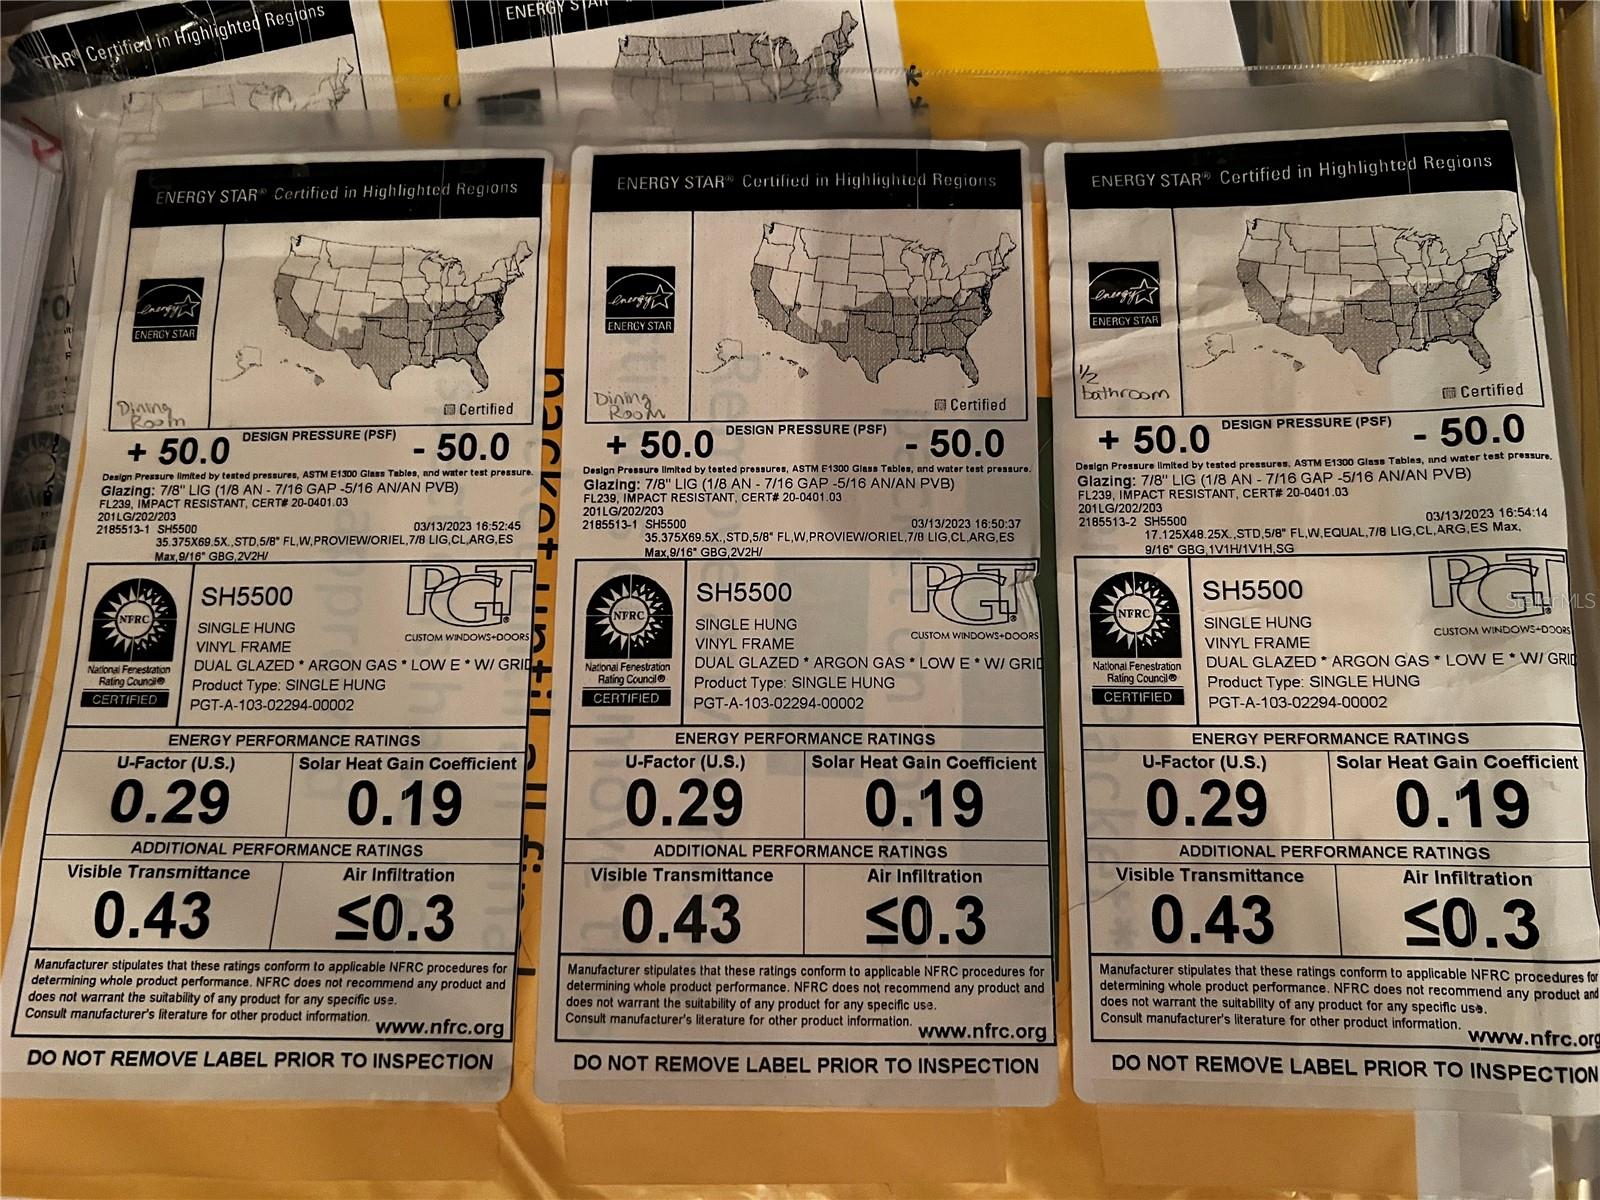 STAR® Certified in Highlighted Regions
ENERGY STAR
ENERGY STAR® Certified in Highlighted Regions
energy
ENERGY STAR
Dining
Room
Certified
+ 50.0 DESIGN PRESSURE (PSF) - 50.0
Design Pressure limited by tested pressures, ASTM E1300 Glass Tables, and water test pressure.
Glazing: 7/8" LIG (1/8 AN - 7/16 GAP -5/16 AN/AN PVB)
FL239, IMPACT RESISTANT, CERT# 20-0401.03
201LG/202/203
2185513-1 SH5500 03/13/2023 16:52:45
35.375X69.5X.,STD,5/8" FL,W,PROVIEW/ORIEL,7/8 LIG,CL,ARG,ES
Max,9/16" GBG,2V2H/
NFRC
National Fenestration
Rating Council®
CERTIFIED
SH5500
PGT
CUSTOM WINDOWS+DOORS
SINGLE HUNG
VINYL FRAME
DUAL GLAZED * ARGON GAS * LOW E * W/ GRID
Product Type: SINGLE HUNG
PGT-A-103-02294-00002
ENERGY PERFORMANCE RATINGS
U-Factor (U.S.) Solar Heat Gain Coefficient
0.29 0.19
ADDITIONAL PERFORMANCE RATINGS
Visible Transmittance Air Infiltration
0.43 ≤0.3
Manufacturer stipulates that these ratings conform to applicable NFRC procedures for
determining whole product performance. NFRC does not recommend any product and
does not warrant the suitability of any product for any specific use.
Consult manufacturer's literature for other product information.
www.nfrc.org
DO NOT REMOVE LABEL PRIOR TO INSPECTION
ENERGY STAR® Certified in Highlighted Regions
energy
ENERGY STAR
Dining
Room
Certified
+ 50.0 DESIGN PRESSURE (PSF) - 50.0
Design Pressure limited by tested pressures, ASTM E1300 Glass Tables, and water test pressure.
Glazing: 7/8" LIG (1/8 AN - 7/16 GAP -5/16 AN/AN PVB)
FL239, IMPACT RESISTANT, CERT# 20-0401.03
201LG/202/203
2185513-1 SH5500 03/13/2023 16:50:37
35.375X69.5X.,STD,5/8" FL,W,PROVIEW/ORIEL,7/8 LIG,CL,ARG,ES
Max,9/16" GBG,2V2H/
NFRC
National Fenestration
Rating Council®
CERTIFIED
SH5500
PGT
CUSTOM WINDOWS+DOORS
SINGLE HUNG
VINYL FRAME
DUAL GLAZED * ARGON GAS * LOW E * W/ GRID
Product Type: SINGLE HUNG
PGT-A-103-02294-00002
ENERGY PERFORMANCE RATINGS
U-Factor (U.S.) Solar Heat Gain Coefficient
0.29 0.19
ADDITIONAL PERFORMANCE RATINGS
Visible Transmittance Air Infiltration
0.43 ≤0.3
Manufacturer stipulates that these ratings conform to applicable NFRC procedures for
determining whole product performance. NFRC does not recommend any product and
does not warrant the suitability of any product for any specific use.
Consult manufacturer's literature for other product information.
www.nfrc.org
DO NOT REMOVE LABEL PRIOR TO INSPECTION
ENERGY STAR® Certified in Highlighted Regions
energy
ENERGY STAR
1/2
bathroom
Certified
+ 50.0 DESIGN PRESSURE (PSF) - 50.0
Design Pressure limited by tested pressures, ASTM E1300 Glass Tables, and water test pressure.
Glazing: 7/8" LIG (1/8 AN - 7/16 GAP -5/16 AN/AN PVB)
FL239, IMPACT RESISTANT, CERT# 20-0401.03
201LG/202/203
2185513-2 SH5500 03/13/2023 16:54:14
17.125X48.25X.,STD,5/8" FL,W,EQUAL,7/8 LIG,CL,ARG,ES Max,
9/16" GBG,1V1H/1V1H,SG
NFRC
National Fenestration
Rating Council®
CERTIFIED
SH5500
PGT
CUSTOM WINDOWS+DOORS
SINGLE HUNG
VINYL FRAME
DUAL GLAZED * ARGON GAS * LOW E * W/ GRID
Product Type: SINGLE HUNG
PGT-A-103-02294-00002
ENERGY PERFORMANCE RATINGS
U-Factor (U.S.) Solar Heat Gain Coefficient
0.29 0.19
ADDITIONAL PERFORMANCE RATINGS
Visible Transmittance Air Infiltration
0.43 ≤0.3
Manufacturer stipulates that these ratings conform to applicable NFRC procedures for
determining whole product performance. NFRC does not recommend any product and
does not warrant the suitability of any product for any specific use.
Consult manufacturer's literature for other product information.
www.nfrc.org
DO NOT REMOVE LABEL PRIOR TO INSPECTION
Stellar MLS